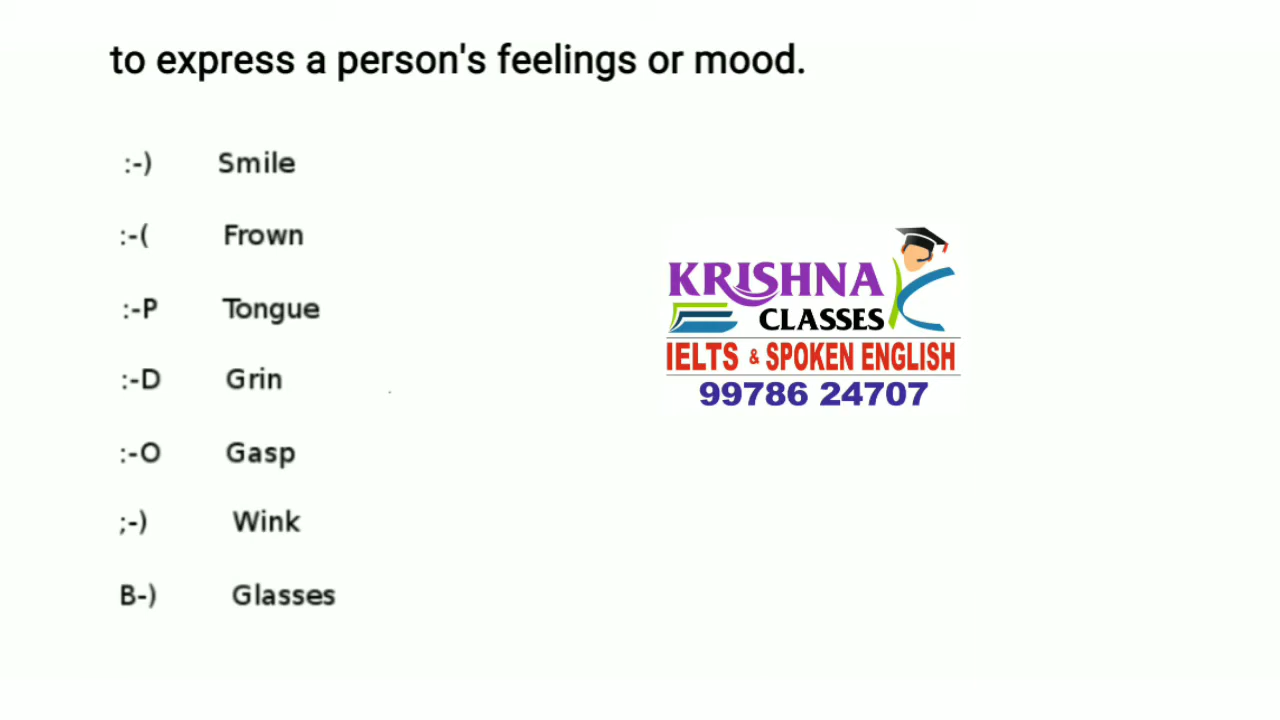 to express a person's feelings or mood.
:-) Smile
:-( Frown
:-P Tongue
:-D Grin
:-O Gasp
;-) Wink
B-) Glasses
KRISHNA
CLASSES
IELTS & SPOKEN ENGLISH
99786 24707